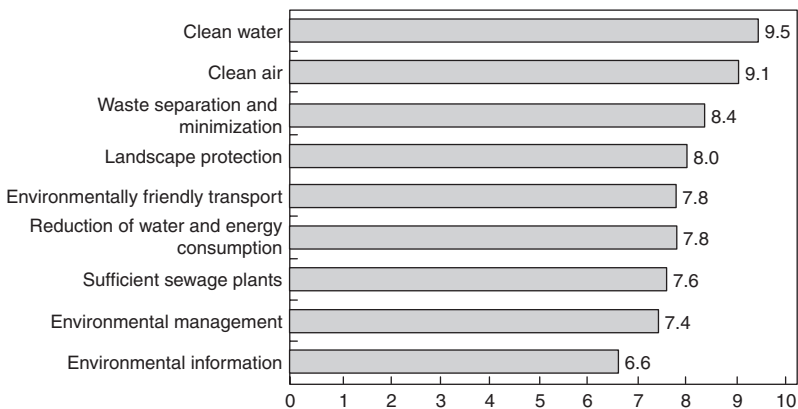 Clean water 9.5
Clean air 9.1
Waste separation and
minimization 8.4
Landscape protection 8.0
Environmentally friendly transport 7.8
Reduction of water and energy
consumption 7.8
Sufficient sewage plants 7.6
Environmental management 7.4
Environmental information 6.6
0 1 2 3 4 5 6 7 8 9 10